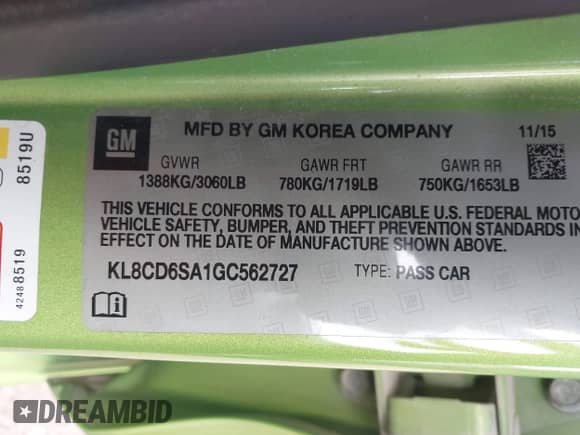 GM
MFD BY GM KOREA COMPANY
11/15
GVWR
GAWR FRT
GAWR RR
1388KG/3060LB
780KG/1719LB
750KG/1653LB
THIS VEHICLE CONFORMS TO ALL APPLICABLE U.S. FEDERAL MOTO
VEHICLE SAFETY, BUMPER, AND THEFT PREVENTION STANDARDS IN
EFFECT ON THE DATE OF MANUFACTURE SHOWN ABOVE.
KL8CD6SA1GC562727
TYPE: PASS CAR
8519U
42488519
DREAMBID